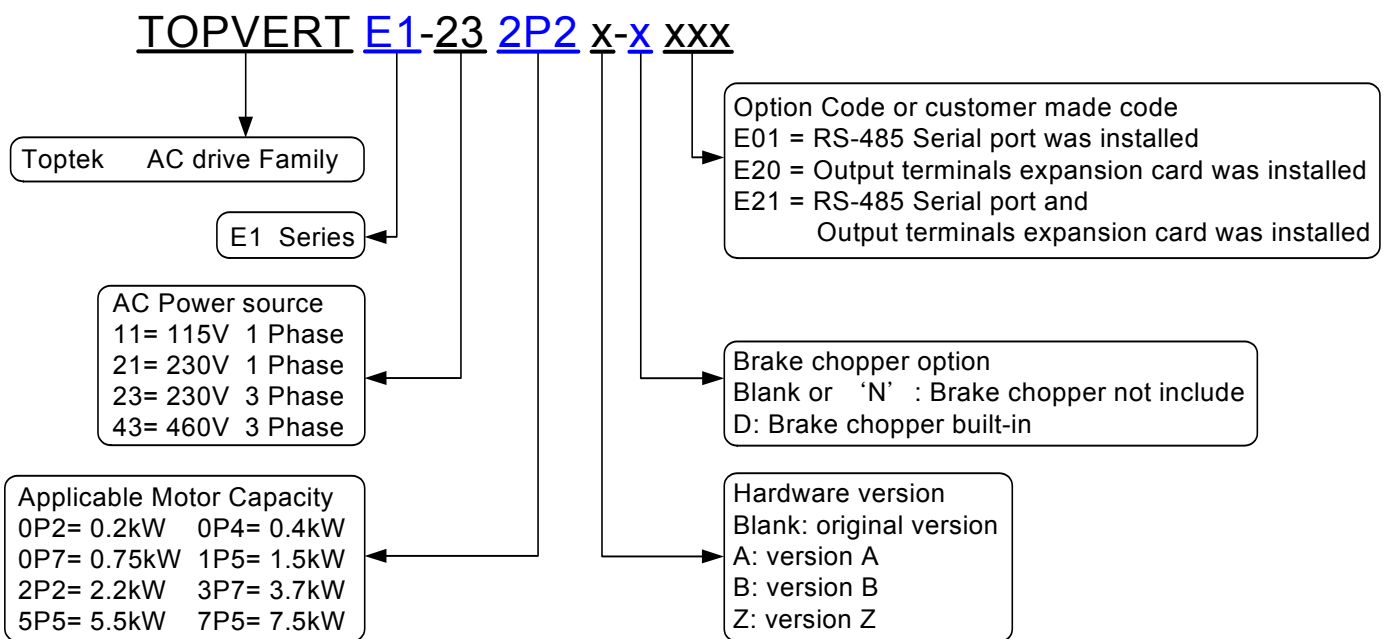 TOPVERT E1-23 2P2 x-x xxx
Toptek AC drive Family
E1 Series
AC Power source
11= 115V 1 Phase
21= 230V 1 Phase
23= 230V 3 Phase
43= 460V 3 Phase
Applicable Motor Capacity
0P2= 0.2kW 0P4= 0.4kW
0P7= 0.75kW 1P5= 1.5kW
2P2= 2.2kW 3P7= 3.7kW
5P5= 5.5kW 7P5= 7.5kW
Option Code or customer made code
E01 = RS-485 Serial port was installed
E20 = Output terminals expansion card was installed
E21 = RS-485 Serial port and
Output terminals expansion card was installed
Brake chopper option
Blank or ‘N’ : Brake chopper not include
D: Brake chopper built-in
Hardware version
Blank: original version
A: version A
B: version B
Z: version Z